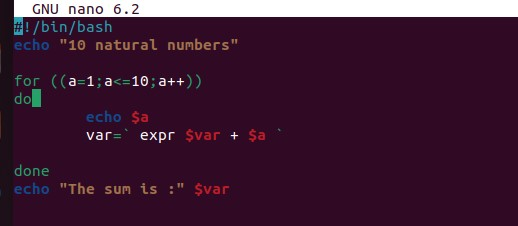 GNU nano 6.2
#!/bin/bash
echo "10 natural numbers"
for ((a=1;a<=10;a++))
do
echo $a
var=` expr $var + $a `
done
echo "The sum is :" $var